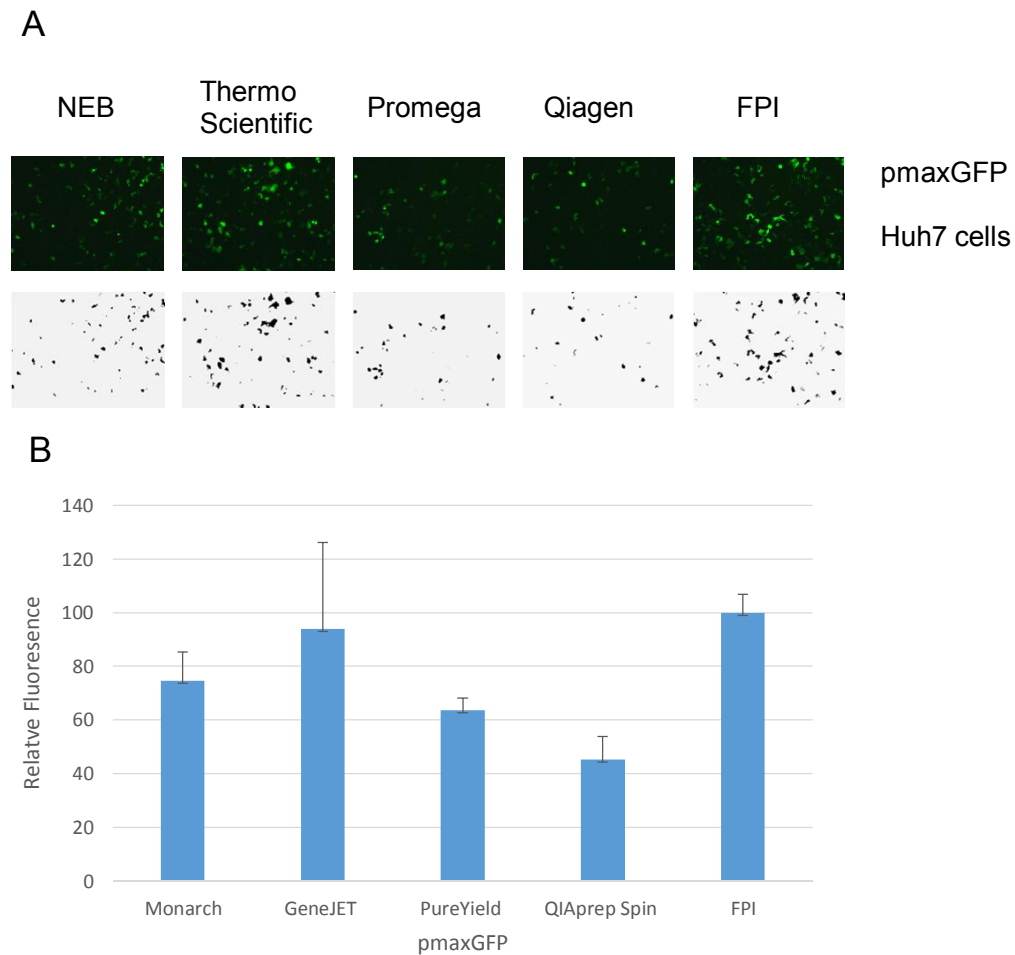 A
NEB
Thermo
Scientific
Promega
Qiagen
FPI
pmaxGFP
Huh7 cells
B
140
120
100
80
60
40
20
0
Relatve Fluoresence
Monarch
GeneJET
PureYield
QIAprep Spin
FPI
pmaxGFP